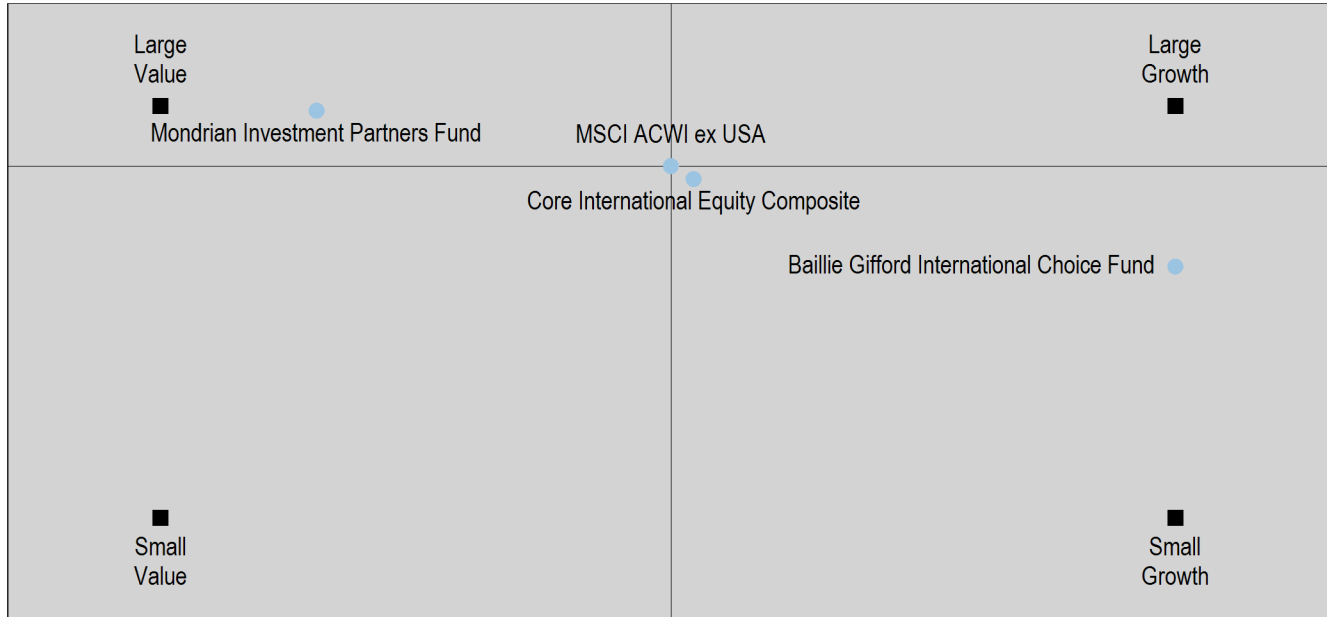 Large
Value
Large
Growth
Mondrian Investment Partners Fund
MSCI ACWI ex USA
Core International Equity Composite
Baillie Gifford International Choice Fund
Small
Value
Small
Growth